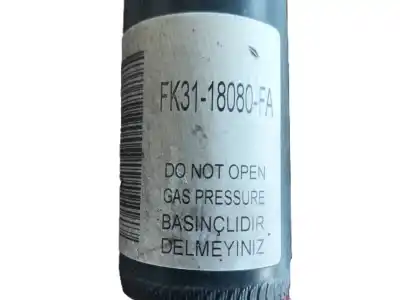 FK31-18080-FA
DO NOT OPEN
GAS PRESSURE
BASINÇLIDIR
DELMEYINIZ